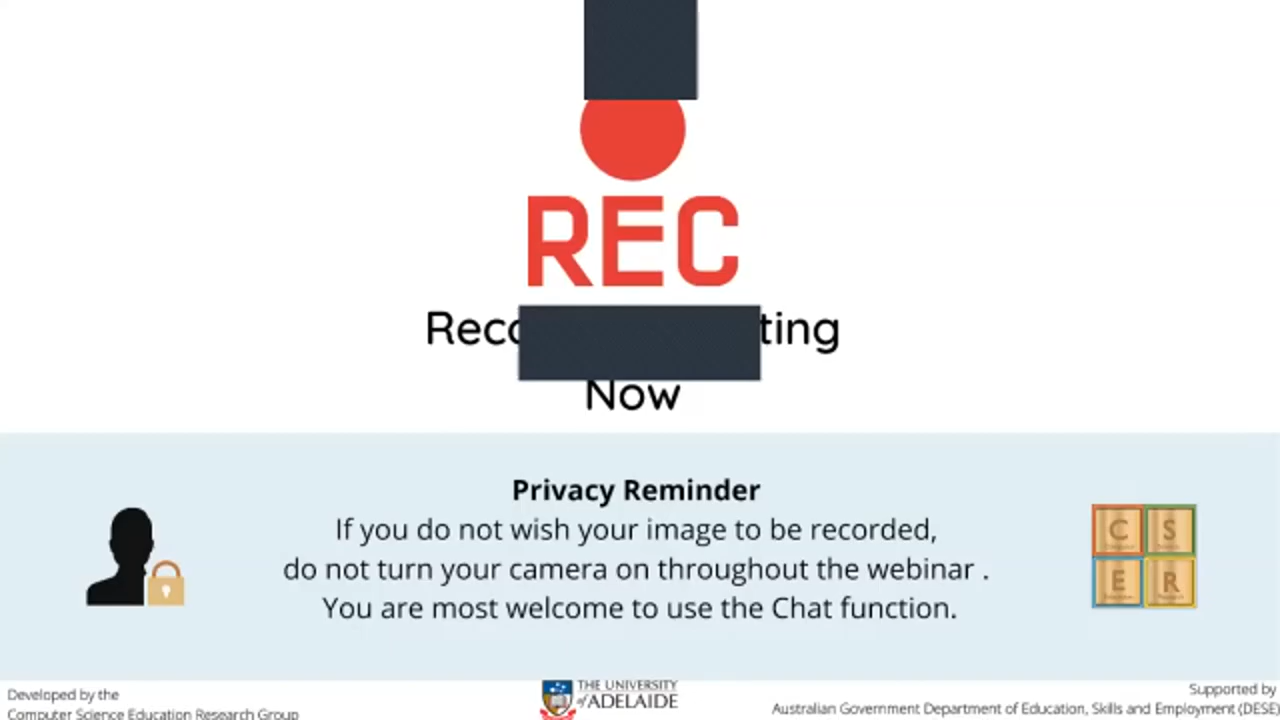 REC
Now
Privacy Reminder
If you do not wish your image to be recorded,
do not turn your camera on throughout the webinar .
You are most welcome to use the Chat function.
C S
E R
Developed by the
Computer Science Education Research Group
THE UNIVERSITY
of ADELAIDE
Supported by
Australian Government Department of Education, Skills and Employment (DESE)